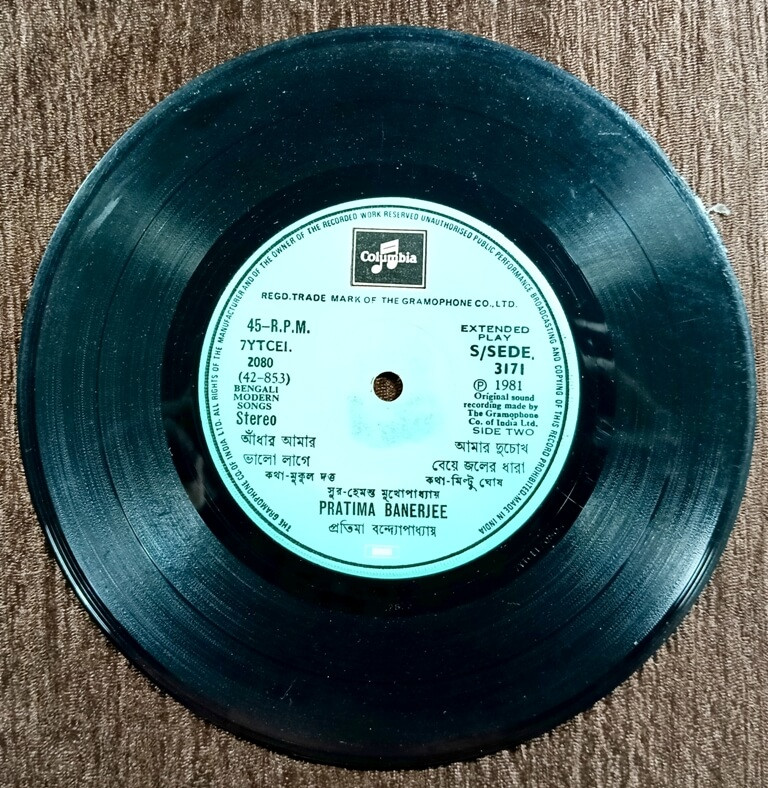 Columbia
REGD.TRADE MARK OF THE GRAMOPHONE CO.,LTD.
THE GRAMOPHONE CO. OF INDIA LTD. ALL RIGHTS OF THE MANUFACTURER AND OF THE OWNER OF THE RECORDED WORK RESERVED UNAUTHORISED PUBLIC PERFORMANCE BROADCASTING AND COPYING OF THIS RECORD PROHIBITED-MADE IN INDIA
45-R.P.M.
7YTCEI.
2080
(42-853)
BENGALI
MODERN
SONGS
Stereo
EXTENDED
PLAY
S/SEDE.
3171
Ⓟ 1981
Original sound
recording made by
The Gramophone
Co. of India Ltd.
SIDE TWO
আঁধার আমার
ভালো লাগে
কথা-মুকুল দত্ত
আমার দুচোখ
বেয়ে জলের ধারা
কথা-মিল্টু ঘোষ
সুর-হেমন্ত মুখোপাধ্যায়
PRATIMA BANERJEE
প্রতিমা বন্দ্যোপাধ্যায়